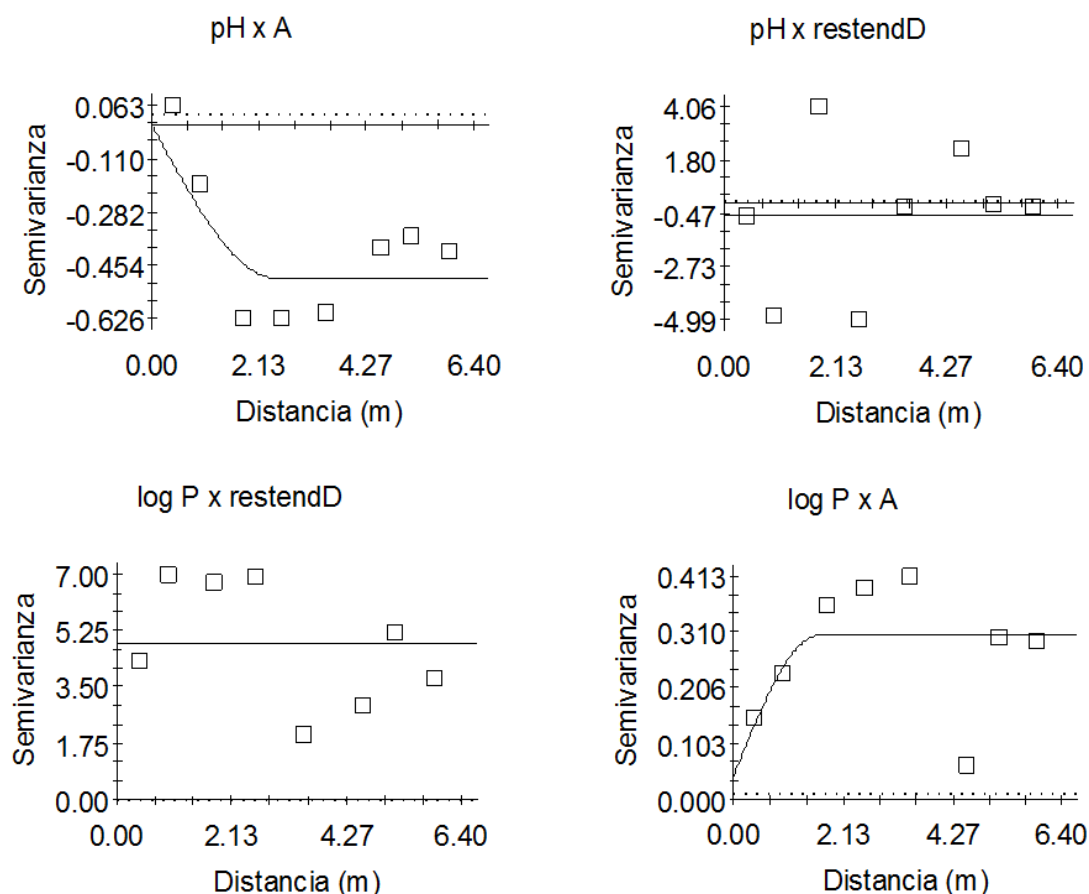 pH x A
Semivarianza
0.063
-0.110
-0.282
-0.454
-0.626
0.00 2.13 4.27 6.40
Distancia (m)
pH x restendD
Semivarianza
4.06
1.80
-0.47
-2.73
-4.99
0.00 2.13 4.27 6.40
Distancia (m)
log P x restendD
Semivarianza
7.00
5.25
3.50
1.75
0.00
0.00 2.13 4.27 6.40
Distancia (m)
log P x A
Semivarianza
0.413
0.310
0.206
0.103
0.000
0.00 2.13 4.27 6.40
Distancia (m)